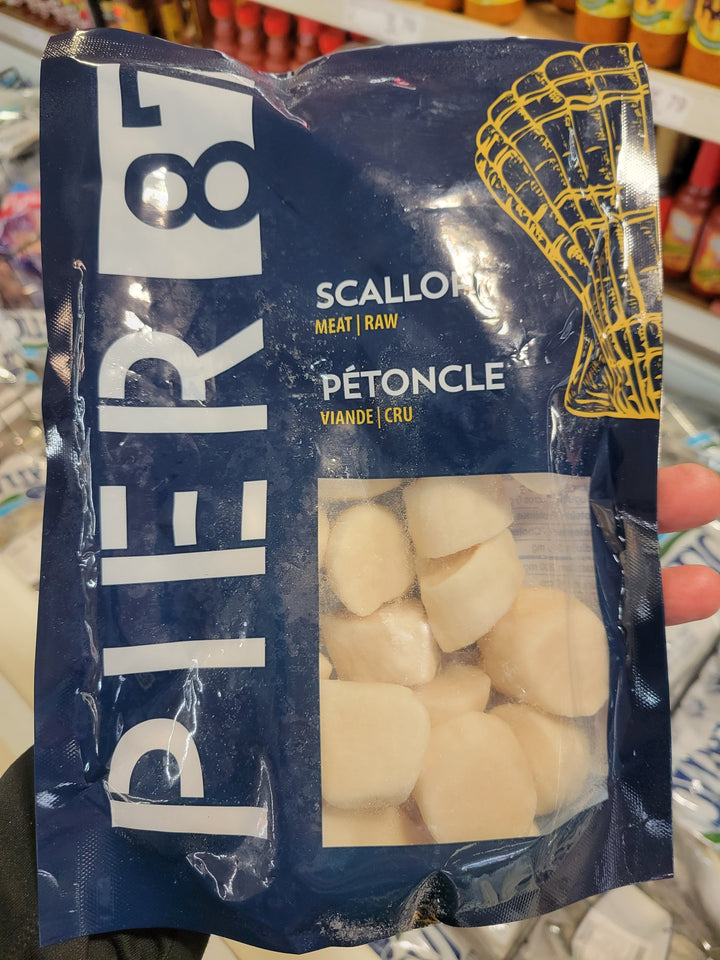 PIER 87
SCALLOP
MEAT | RAW
PÉTONCLE
VIANDE | CRU